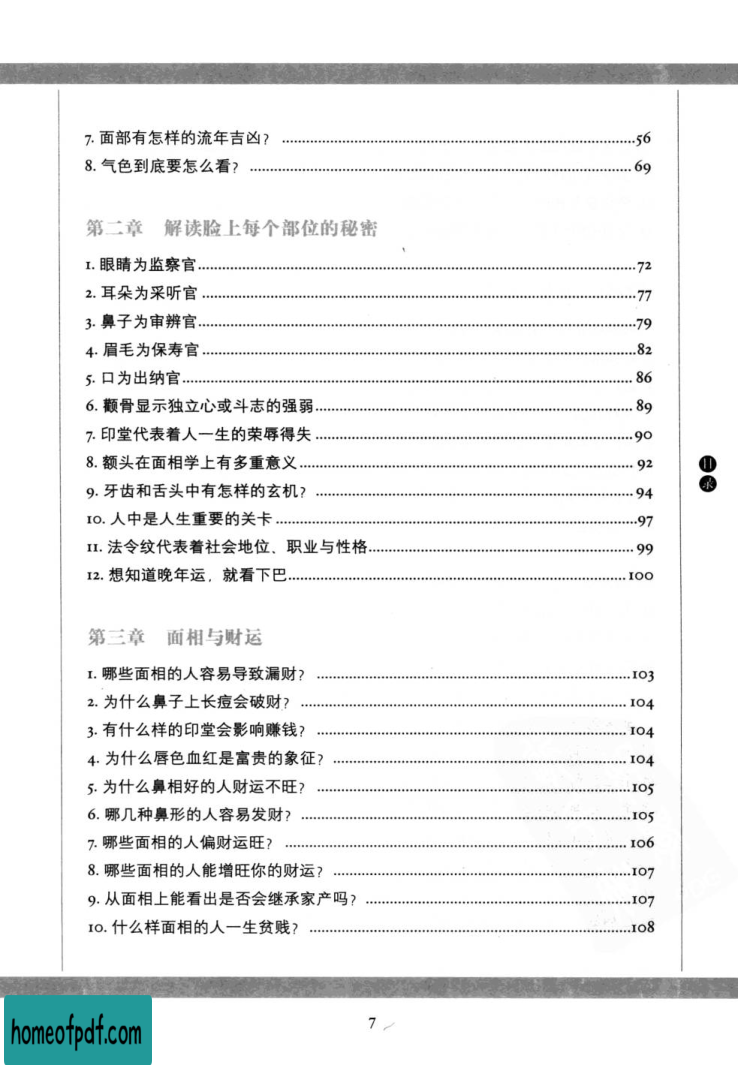 7. 面部有怎样的流年吉凶? ……56
8. 气色到底要怎么看? ……69
第二章 解读脸上每个部位的秘密
1. 眼睛为监察官……72
2. 耳朵为采听官……77
3. 鼻子为审辨官……79
4. 眉毛为保寿官……82
5. 口为出纳官……86
6. 颧骨显示独立心或斗志的强弱……89
7. 印堂代表着人一生的荣辱得失……90
8. 额头在面相学上有多重意义……92
9. 牙齿和舌头中有怎样的玄机? ……94
10. 人中是人生重要的关卡……97
11. 法令纹代表着社会地位、职业与性格……99
12. 想知道晚年运，就看下巴……100
目录
第三章 面相与财运
1. 哪些面相的人容易导致漏财? ……103
2. 为什么鼻子上长痘会破财? ……104
3. 有什么样的印堂会影响赚钱? ……104
4. 为什么唇色血红是富贵的象征? ……104
5. 为什么鼻相好的人财运不旺? ……105
6. 哪几种鼻形的人容易发财? ……105
7. 哪些面相的人偏财运旺? ……106
8. 哪些面相的人能增旺你的财运? ……107
9. 从面相上能看出是否会继承家产吗? ……107
10. 什么样面相的人一生贫贱? ……108
7
homeofpdf.com